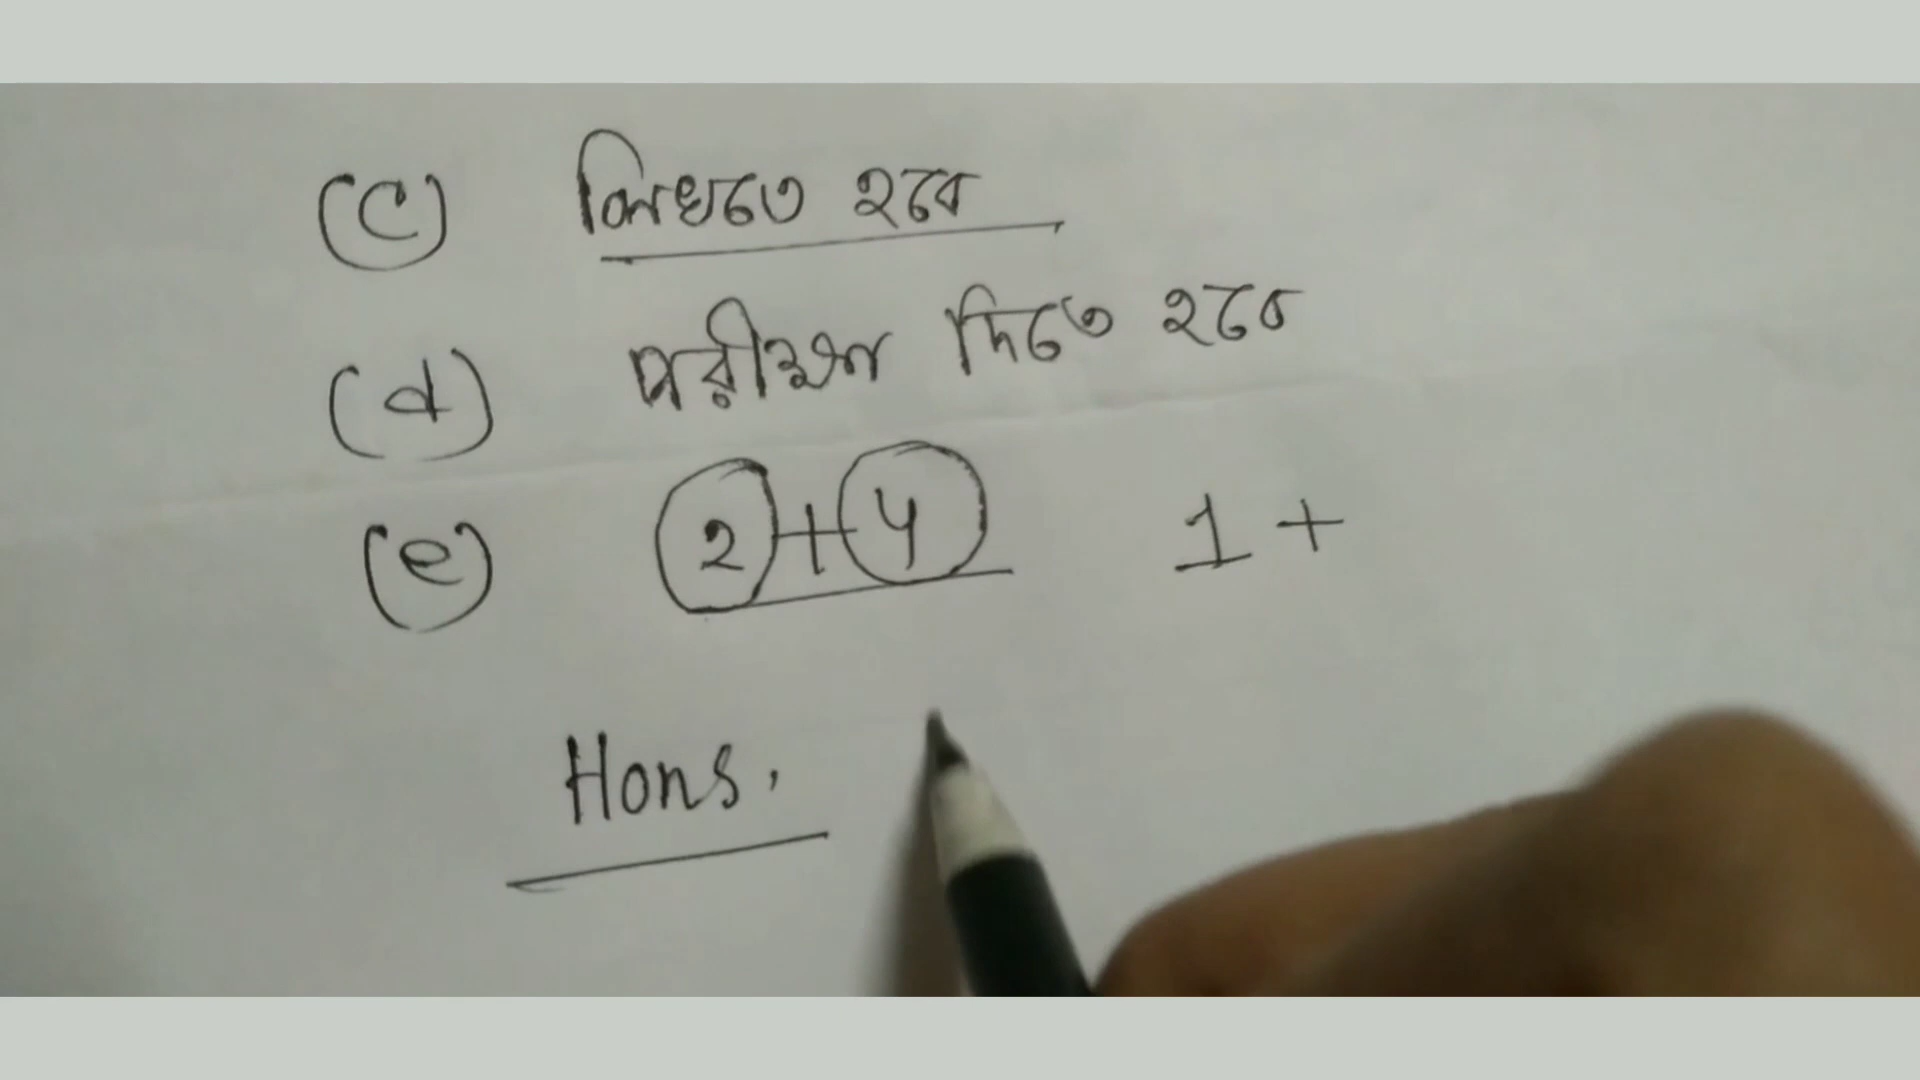 (c) লিখতে হবে
(d) পরীক্ষা দিতে হবে
(e) 2+4 1+
Hons.